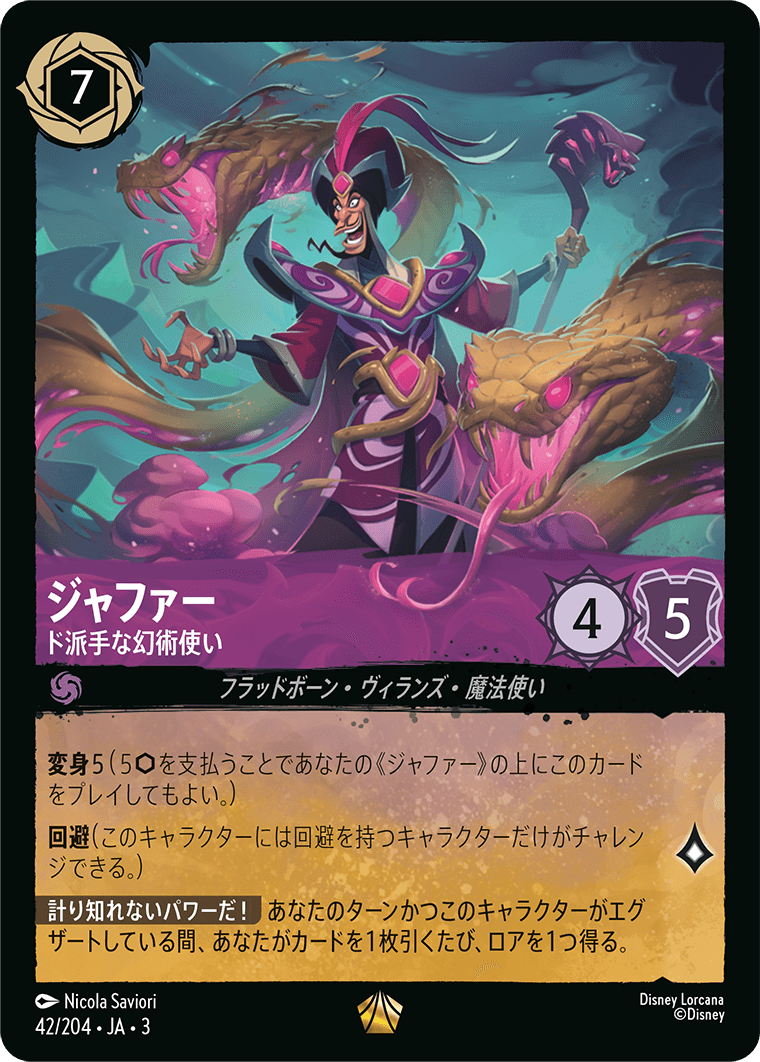 7
ジャファー
ド派手な幻術使い
4
5
フラッドボーン・ヴィランズ・魔法使い
変身5(5⬡を支払うことであなたの《ジャファー》の上にこのカード
をプレイしてもよい。)
回避(このキャラクターには回避を持つキャラクターだけがチャレン
ジできる。)
計り知れないパワーだ! あなたのターンかつこのキャラクターがエグ
ザートしている間、あなたがカードを1枚引くたび、ロアを1つ得る。
Nicola Saviori
42/204・JA・3
Disney Lorcana
©Disney